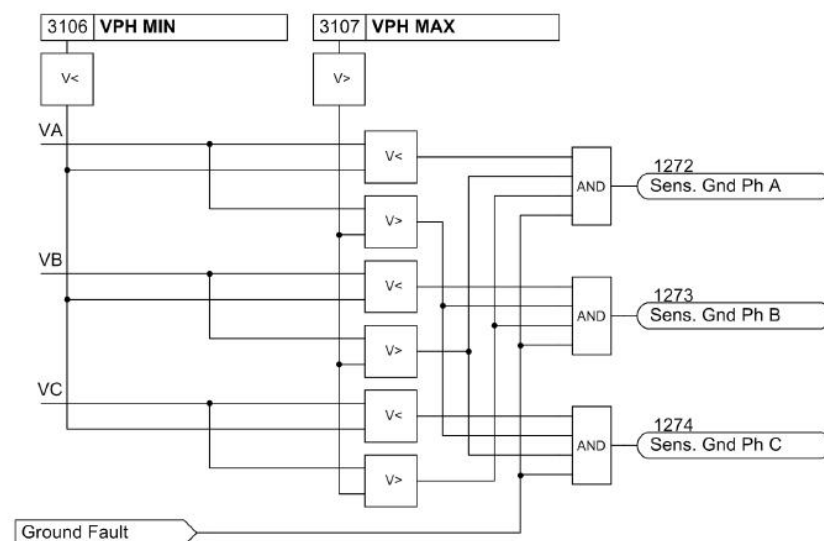 3106 VPH MIN 3107 VPH MAX
V< V>
VA
V<
1272
AND Sens. Gnd Ph A
V>
VB
V<
1273
AND Sens. Gnd Ph B
V>
VC
V<
1274
AND Sens. Gnd Ph C
V>
Ground Fault